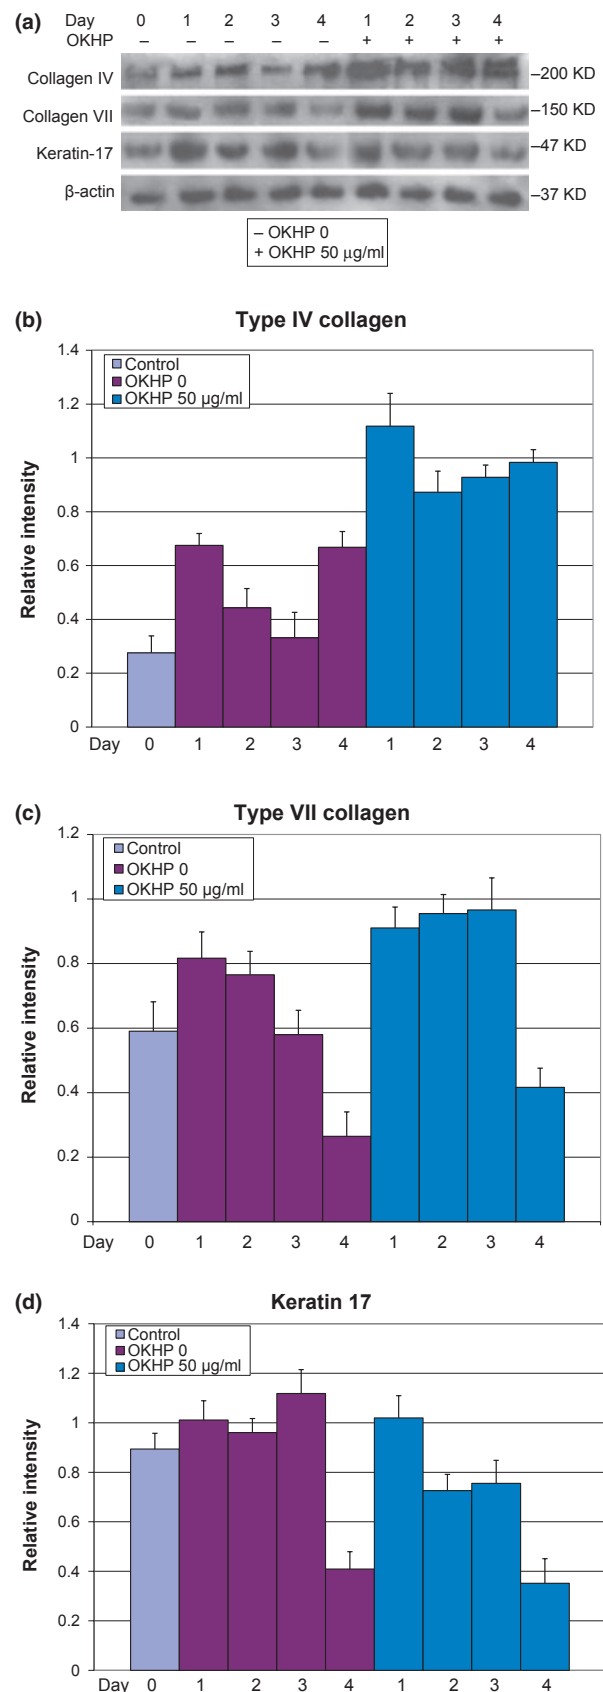 (a)
Day 0 1 2 3 4 1 2 3 4
OKHP – – – – – + + + +
Collagen IV –200 KD
Collagen VII –150 KD
Keratin-17 –47 KD
β-actin –37 KD
– OKHP 0
+ OKHP 50 µg/ml
(b) Type IV collagen
1.4
1.2
1
0.8
0.6
0.4
0.2
0
Relative intensity
Control
OKHP 0
OKHP 50 µg/ml
Day 0 1 2 3 4 1 2 3 4
(c) Type VII collagen
1.2
1
0.8
0.6
0.4
0.2
0
Relative intensity
Control
OKHP 0
OKHP 50 µg/ml
Day 0 1 2 3 4 1 2 3 4
(d) Keratin 17
1.4
1.2
1
0.8
0.6
0.4
0.2
0
Relative intensity
Control
OKHP 0
OKHP 50 µg/ml
Day 0 1 2 3 4 1 2 3 4